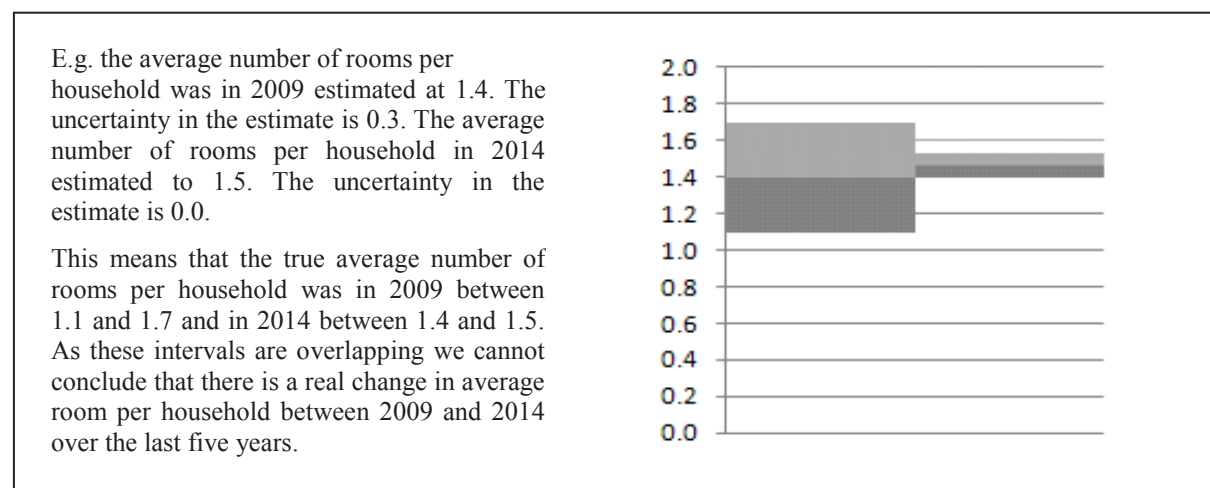 E.g. the average number of rooms per
household was in 2009 estimated at 1.4. The
uncertainty in the estimate is 0.3. The average
number of rooms per household in 2014
estimated to 1.5. The uncertainty in the
estimate is 0.0.
This means that the true average number of
rooms per household was in 2009 between
1.1 and 1.7 and in 2014 between 1.4 and 1.5.
As these intervals are overlapping we cannot
conclude that there is a real change in average
room per household between 2009 and 2014
over the last five years.
2.0
1.8
1.6
1.4
1.2
1.0
0.8
0.6
0.4
0.2
0.0